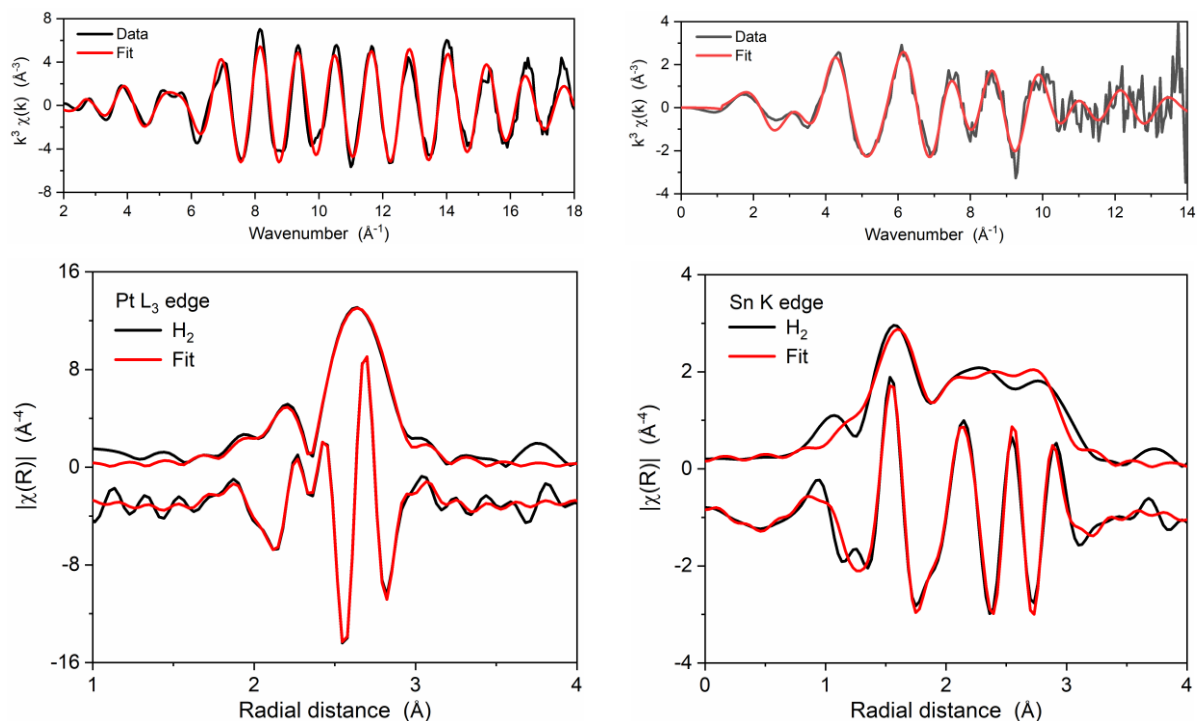 8
4
0
-4
-8
k³ χ(k) (Å⁻³)
Data
Fit
2 4 6 8 10 12 14 16 18
Wavenumber (Å⁻¹)
4
2
0
-2
-4
k³ χ(k) (Å⁻³)
Data
Fit
0 2 4 6 8 10 12 14
Wavenumber (Å⁻¹)
16
8
0
-8
-16
|χ(R)| (Å⁻⁴)
Pt L₃ edge
H₂
Fit
1 2 3 4
Radial distance (Å)
4
2
0
-2
-4
|χ(R)| (Å⁻⁴)
Sn K edge
H₂
Fit
0 1 2 3 4
Radial distance (Å)